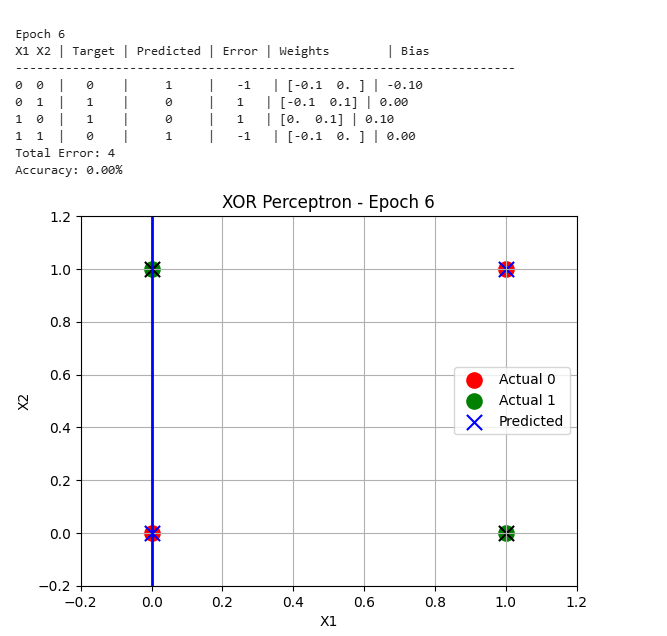 Epoch 6
X1 X2 | Target | Predicted | Error | Weights | Bias
----------------------------------------------------------------------
0 0 | 0 | 1 | -1 | [-0.1 0. ] | -0.10
0 1 | 1 | 0 | 1 | [-0.1 0.1] | 0.00
1 0 | 1 | 0 | 1 | [0. 0.1] | 0.10
1 1 | 0 | 1 | -1 | [-0.1 0. ] | 0.00
Total Error: 4
Accuracy: 0.00%
XOR Perceptron - Epoch 6
1.2
1.0
0.8
0.6
0.4
0.2
0.0
−0.2
X2
Actual 0
Actual 1
Predicted
−0.2 0.0 0.2 0.4 0.6 0.8 1.0 1.2
X1